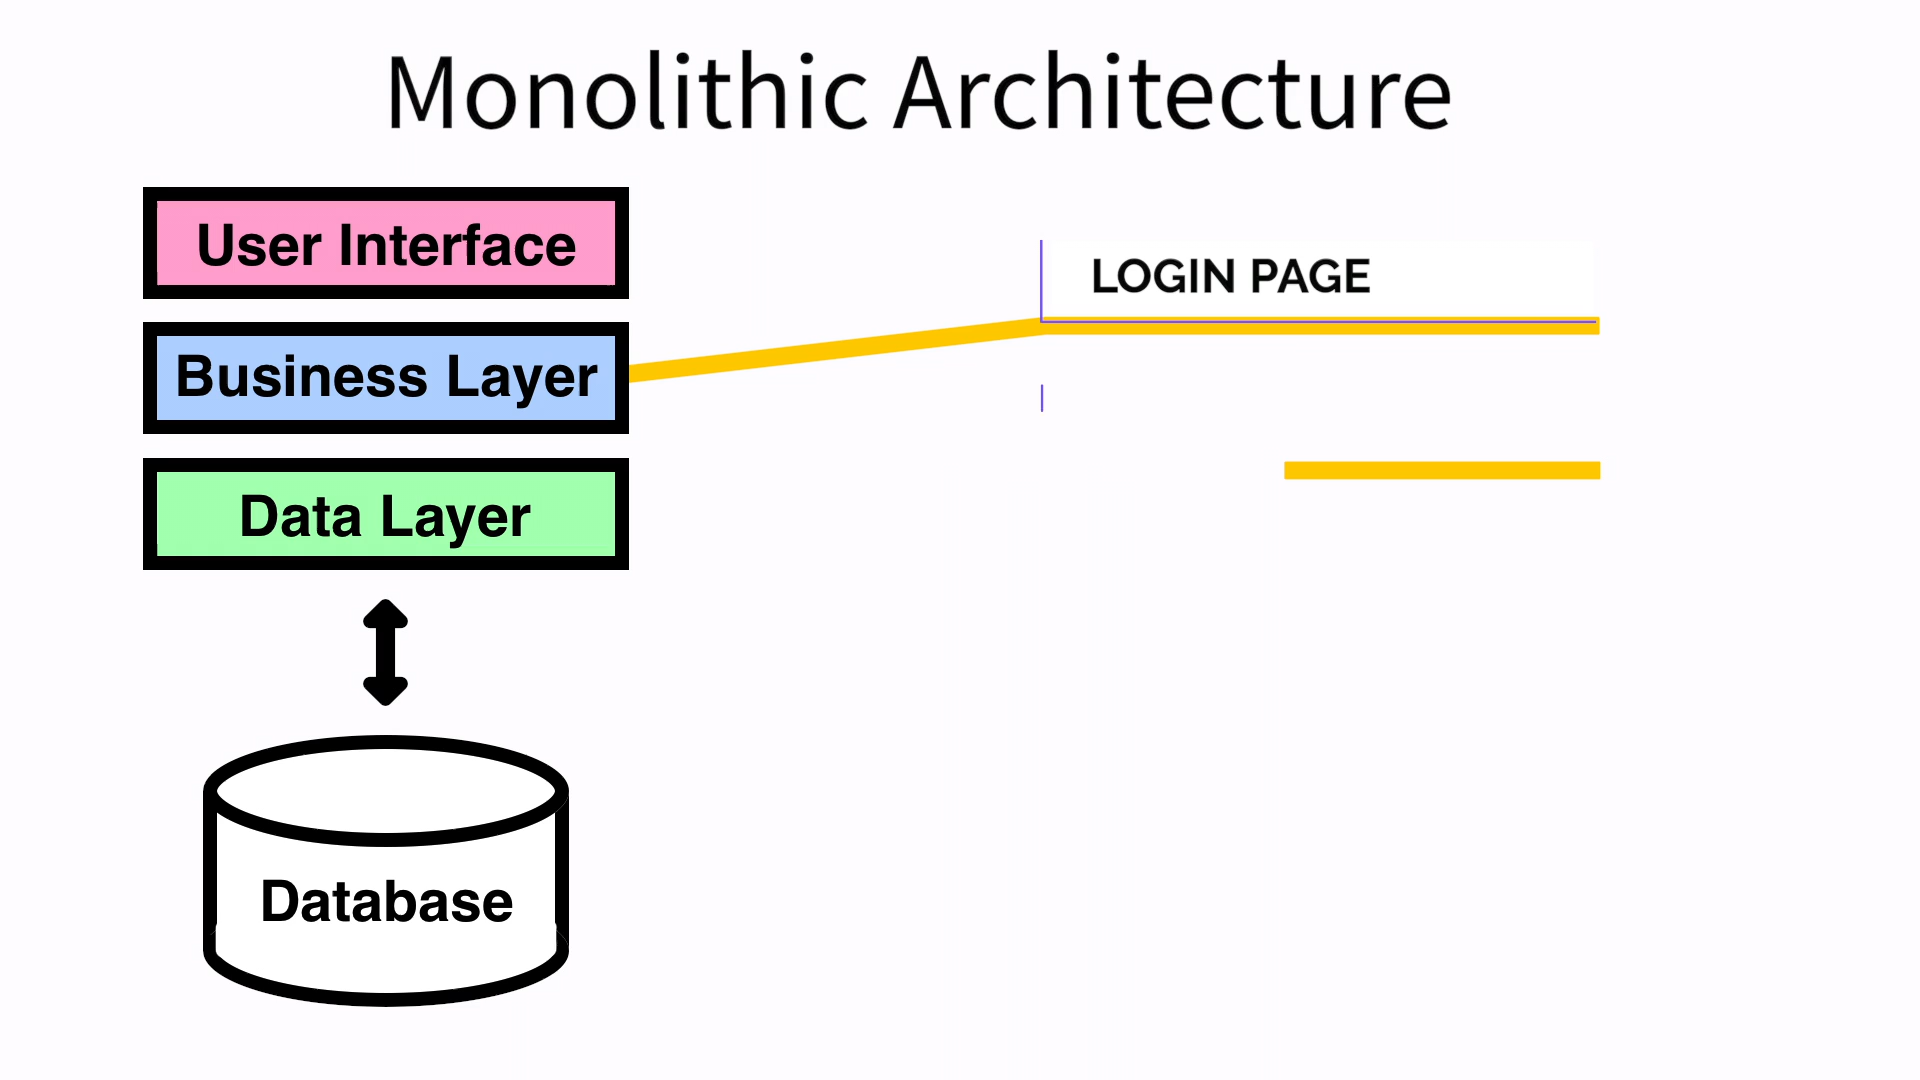 Monolithic Architecture
User Interface
LOGIN PAGE
Business Layer
Data Layer
Database